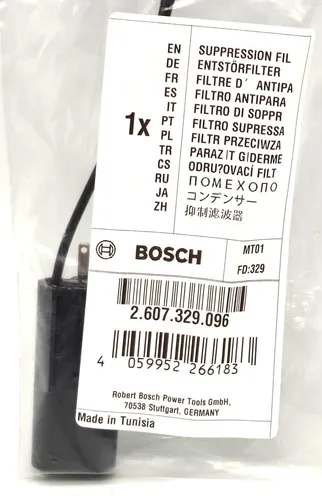 EN SUPPRESSION FIL
DE ENTSTÖRFILTER
FR FILTRE D´ ANTIPA
ES FILTRO ANTIPARA
IT FILTRO DI SOPPR
PT FILTRO SUPRESSA
PL FILTR PRZECIWZA
TR PARAZIT GİDERME
CS ODRU?OVACÍ FILT
RU ПОМЕХОПО
JA コンデンサー
ZH 抑制滤波器
1x
BOSCH
MT01
FD:329
2.607.329.096
4 059952 266183
Robert Bosch Power Tools GmbH,
70538 Stuttgart, GERMANY
Made in Tunisia